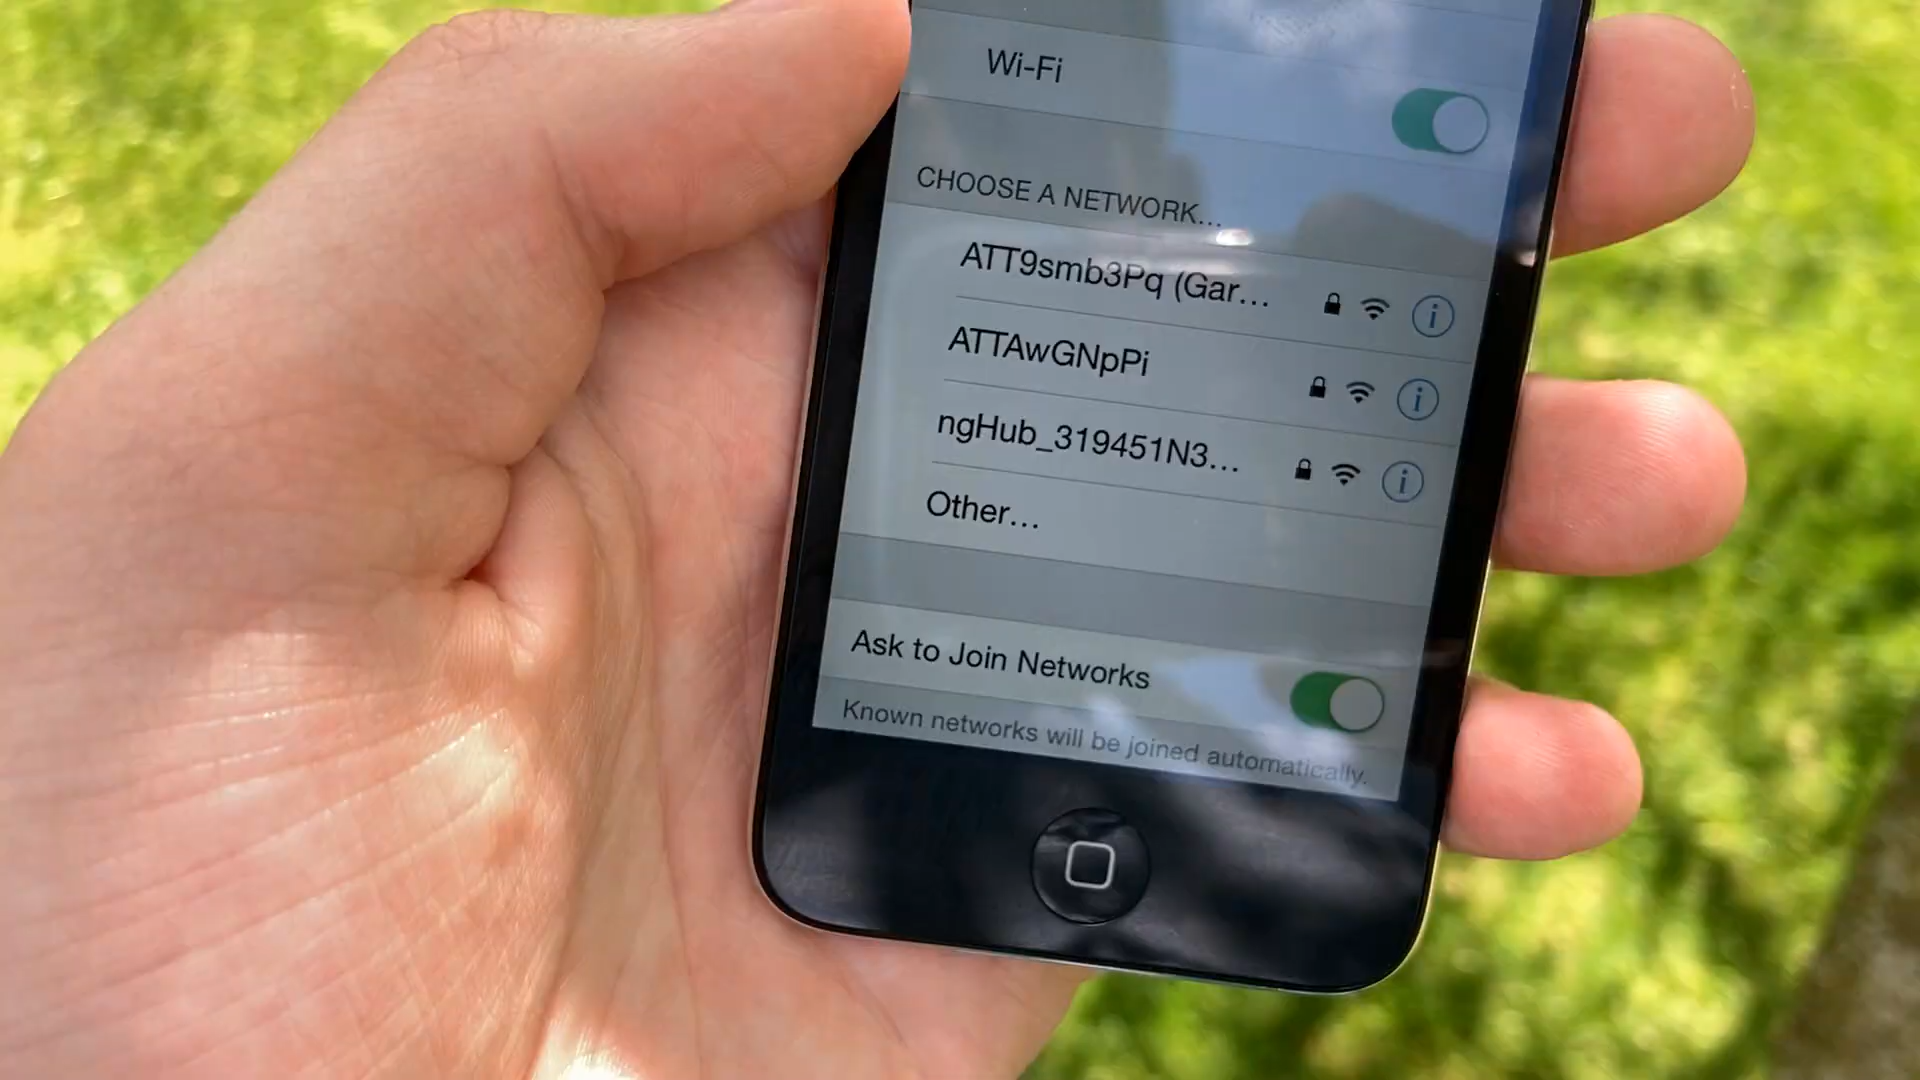 Wi-Fi
CHOOSE A NETWORK...
ATT9smb3Pq (Gar...
ATTAwGNpPi
ngHub_319451N3...
Other...
Ask to Join Networks
Known networks will be joined automatically.